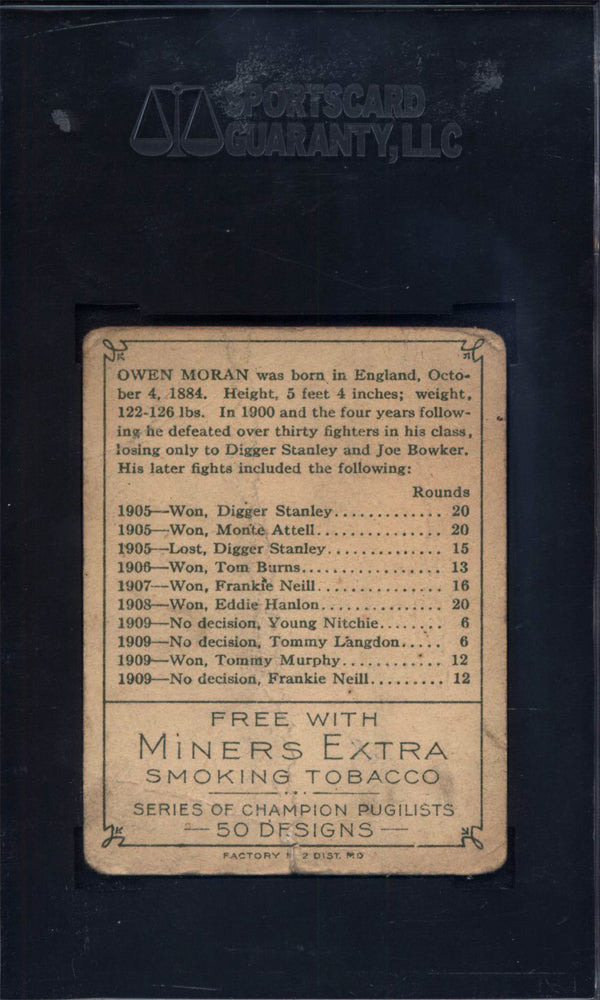 SPORTSCARD
GUARANTY, LLC
OWEN MORAN was born in England, Octo-
ber 4, 1884. Height, 5 feet 4 inches; weight,
122-126 lbs. In 1900 and the four years follow-
ing he defeated over thirty fighters in his class,
losing only to Digger Stanley and Joe Bowker.
His later fights included the following:
Rounds
1905—Won, Digger Stanley............. 20
1905—Won, Monte Attell............... 20
1905—Lost, Digger Stanley............. 15
1906—Won, Tom Burns................. 13
1907—Won, Frankie Neill............... 16
1908—Won, Eddie Hanlon.............. 20
1909—No decision, Young Nitchie........ 6
1909—No decision, Tommy Langdon..... 6
1909—Won, Tommy Murphy............ 12
1909—No decision, Frankie Neill......... 12
FREE WITH
MINERS EXTRA
SMOKING TOBACCO
SERIES OF CHAMPION PUGILISTS
—50 DESIGNS—
FACTORY 2 DIST. MD